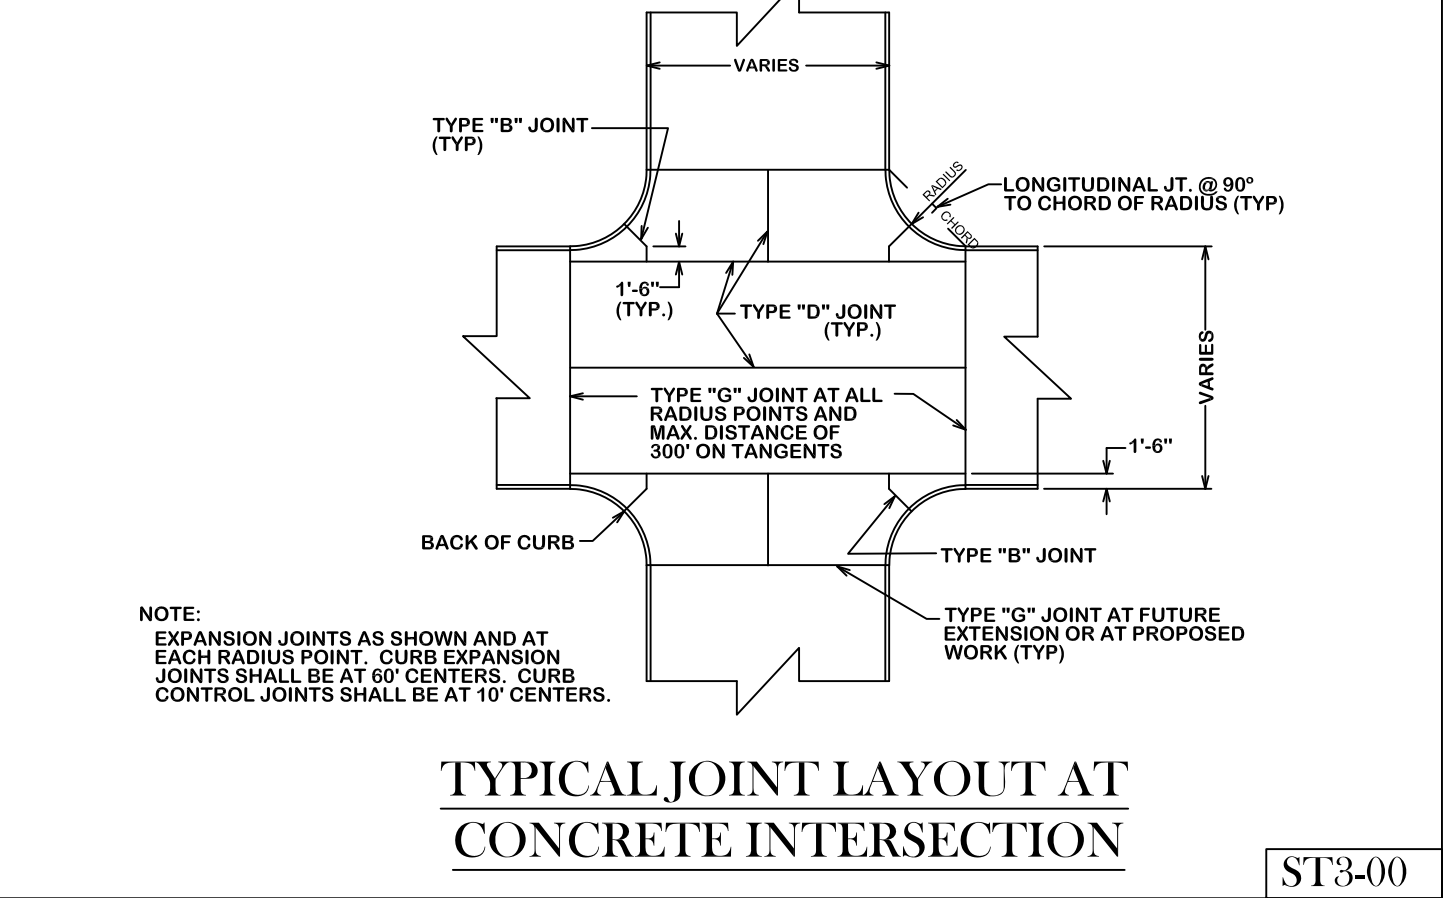 VARIES
TYPE "B" JOINT
(TYP)
RADIUS
CHORD
LONGITUDINAL JT. @ 90º
TO CHORD OF RADIUS (TYP)
1'-6"
(TYP.)
TYPE "D" JOINT
(TYP.)
VARIES
TYPE "G" JOINT AT ALL
RADIUS POINTS AND
MAX. DISTANCE OF
300' ON TANGENTS
1'-6"
BACK OF CURB
TYPE "B" JOINT
TYPE "G" JOINT AT FUTURE
EXTENSION OR AT PROPOSED
WORK (TYP)
NOTE:
EXPANSION JOINTS AS SHOWN AND AT
EACH RADIUS POINT. CURB EXPANSION
JOINTS SHALL BE AT 60' CENTERS. CURB
CONTROL JOINTS SHALL BE AT 10' CENTERS.
TYPICAL JOINT LAYOUT AT
CONCRETE INTERSECTION
ST3-00